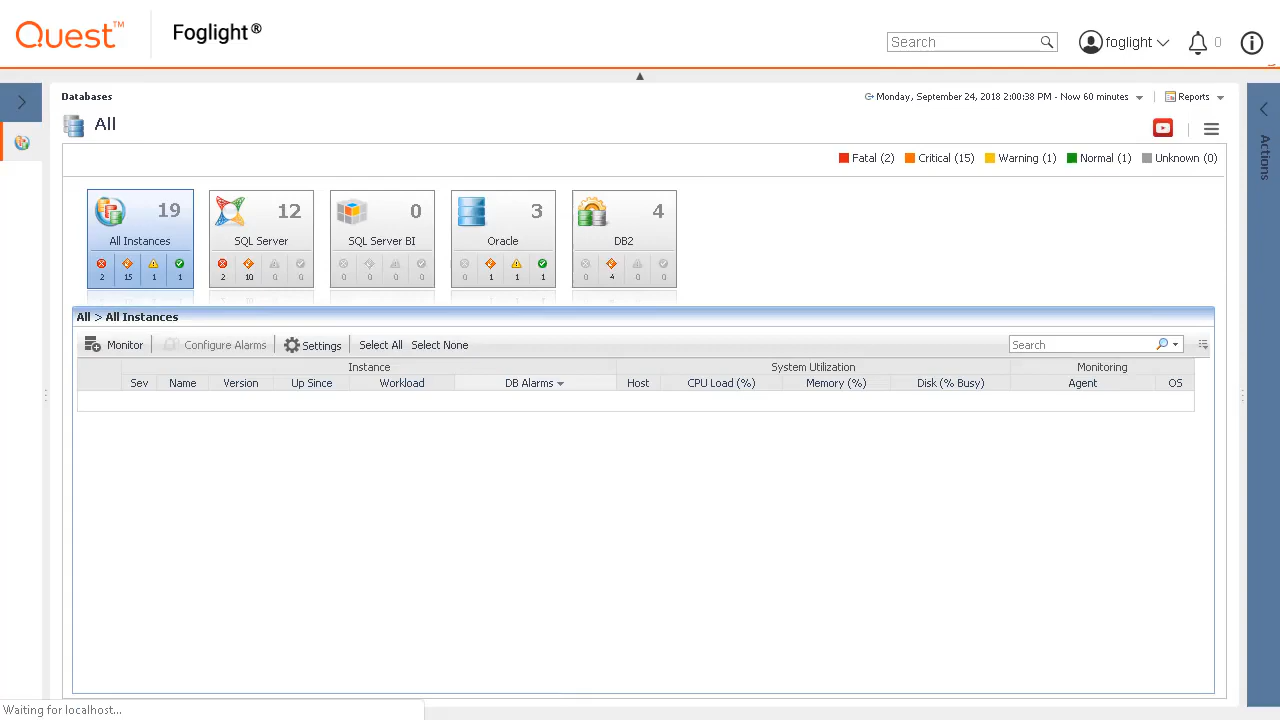 Quest™
Foglight®
Search
foglight
0
Databases
Monday, September 24, 2018 2:00:38 PM - Now 60 minutes
Reports
All
Fatal (2)
Critical (15)
Warning (1)
Normal (1)
Unknown (0)
Actions
19
All Instances
2 15 1 1
12
SQL Server
2 10 0 0
0
SQL Server BI
0 0 0 0
3
Oracle
0 1 1 1
4
DB2
0 4 0 0
All > All Instances
Monitor
Configure Alarms
Settings
Select All
Select None
Search
Instance
System Utilization
Monitoring
Sev
Name
Version
Up Since
Workload
DB Alarms
Host
CPU Load (%)
Memory (%)
Disk (% Busy)
Agent
OS
Waiting for localhost...